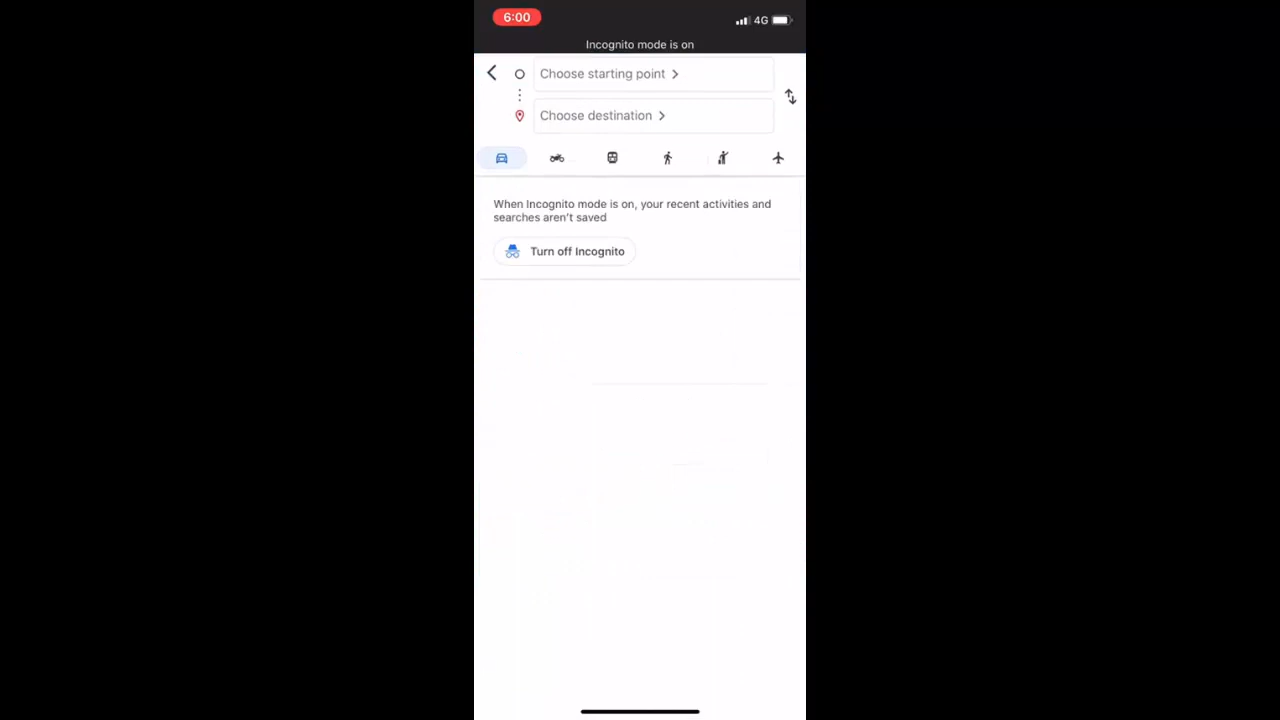 6:00
4G
Incognito mode is on
Choose starting point
Choose destination
When Incognito mode is on, your recent activities and
searches aren't saved
Turn off Incognito